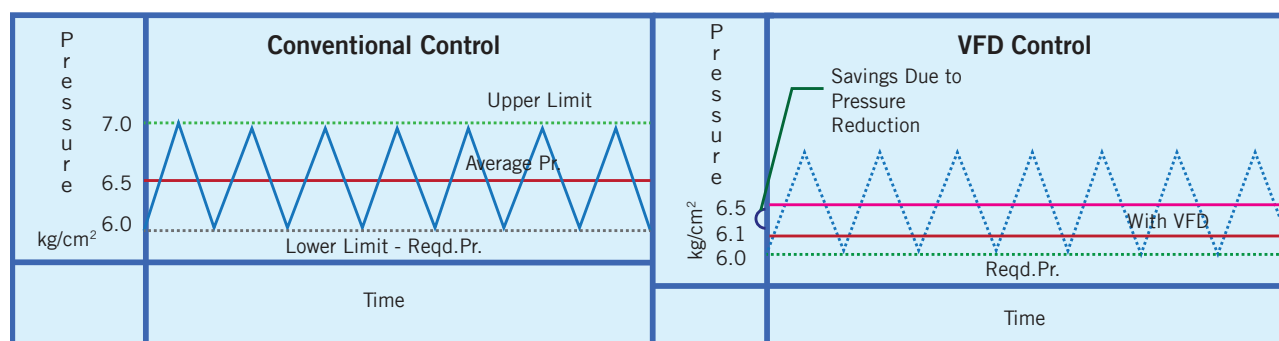 Pressure
Conventional Control
Upper Limit
7.0
Average Pr.
6.5
6.0
kg/cm²
Lower Limit - Reqd.Pr.
Time
Pressure
VFD Control
Savings Due to
Pressure
Reduction
6.5
With VFD
6.1
6.0
kg/cm²
Reqd.Pr.
Time